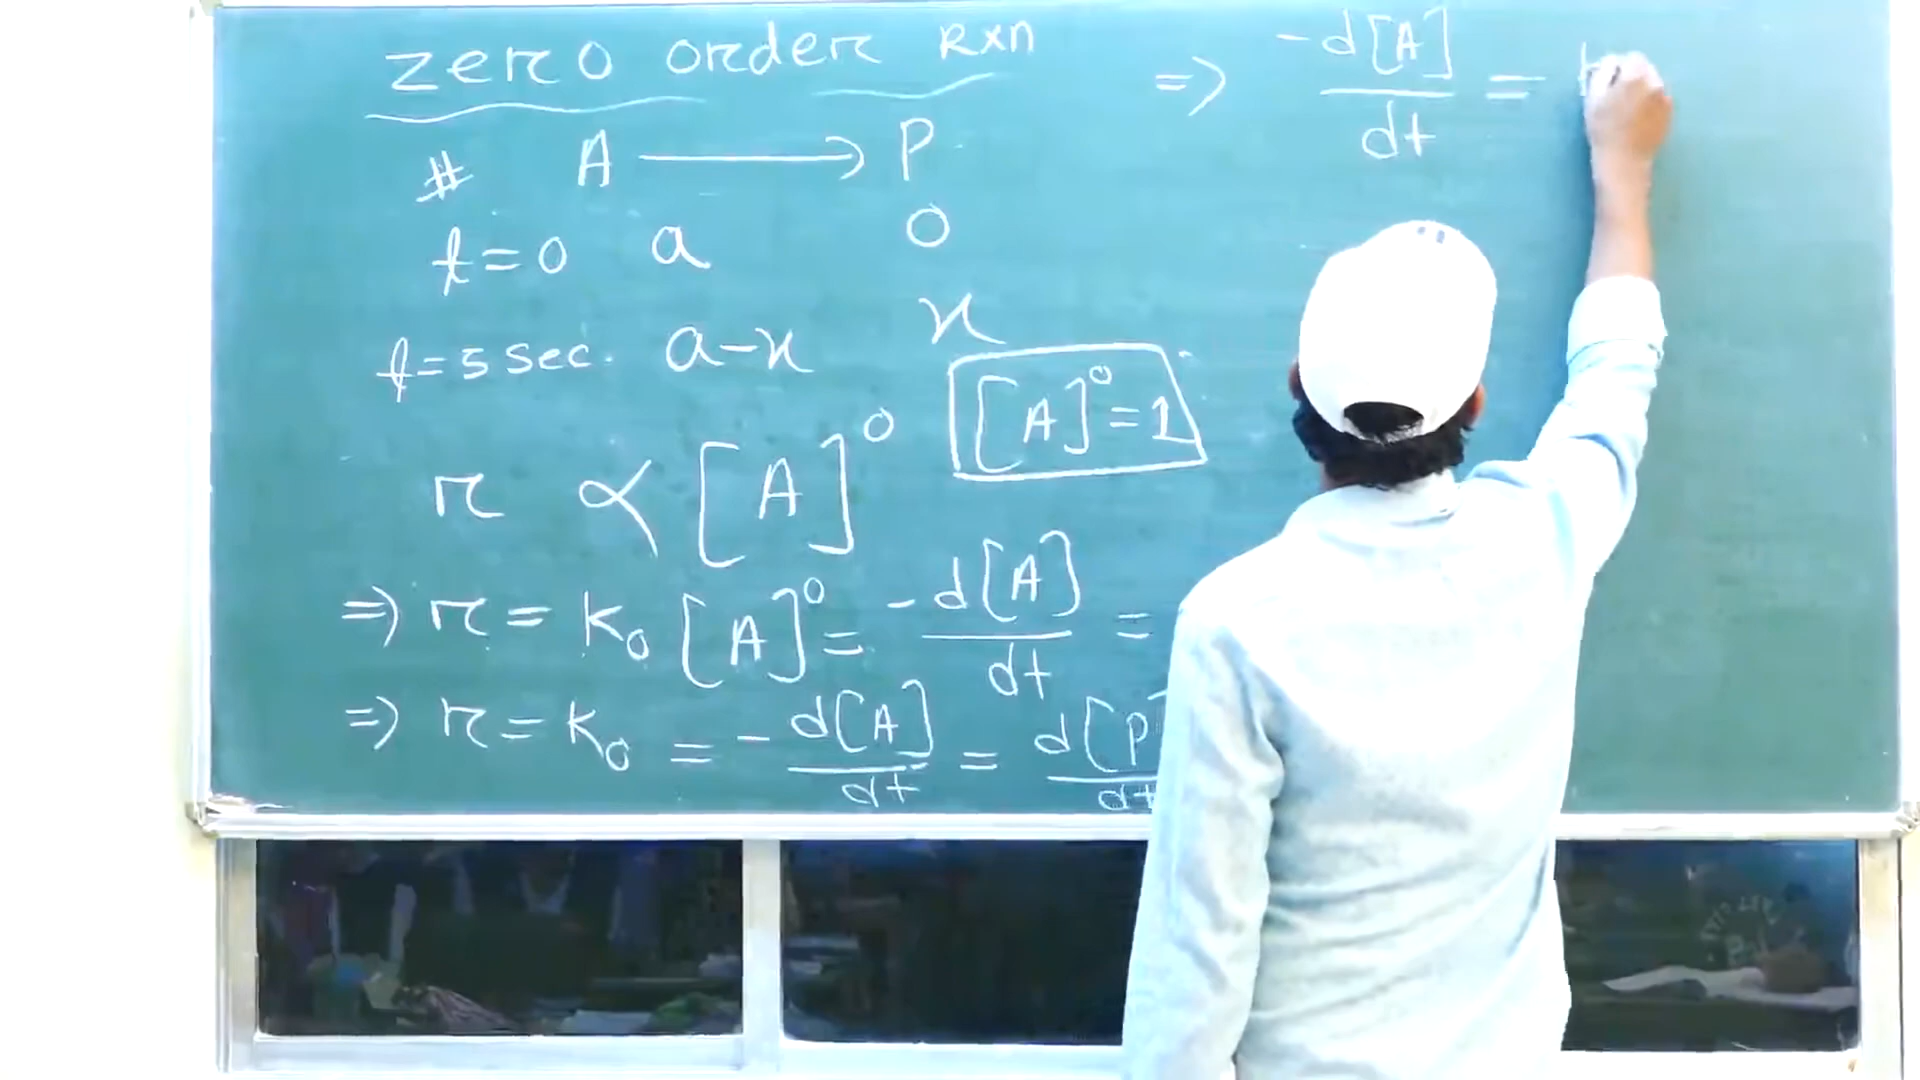 zero order Rxn
# A ⟶ P
t=0 a 0
t=5 sec. a-x x
[A]⁰=1
r ∝ [A]⁰
=> r = K₀ [A]⁰ = -d[A]/dt =
=> r = K₀ = -d[A]/dt = d[P]/dt
=> -d[A]/dt =